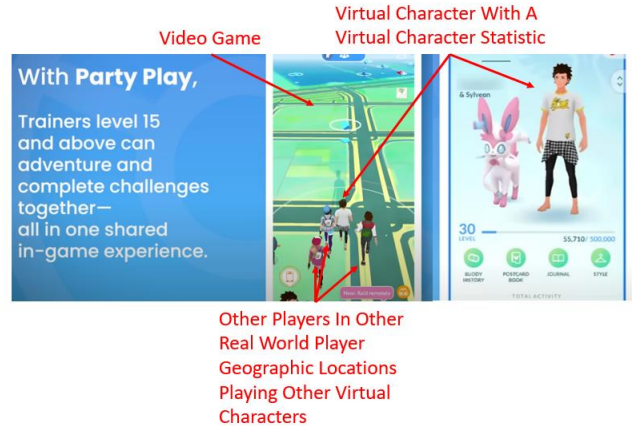 Virtual Character With A
Virtual Character Statistic
Video Game
With Party Play,
Trainers level 15
and above can
adventure and
complete challenges
together—
all in one shared
in-game experience.
& Sylveon
30
LEVEL
55,710 / 500,000
BUDDY
HISTORY
POSTCARD
BOOK
JOURNAL
STYLE
TOTAL ACTIVITY
Other Players In Other
Real World Player
Geographic Locations
Playing Other Virtual
Characters